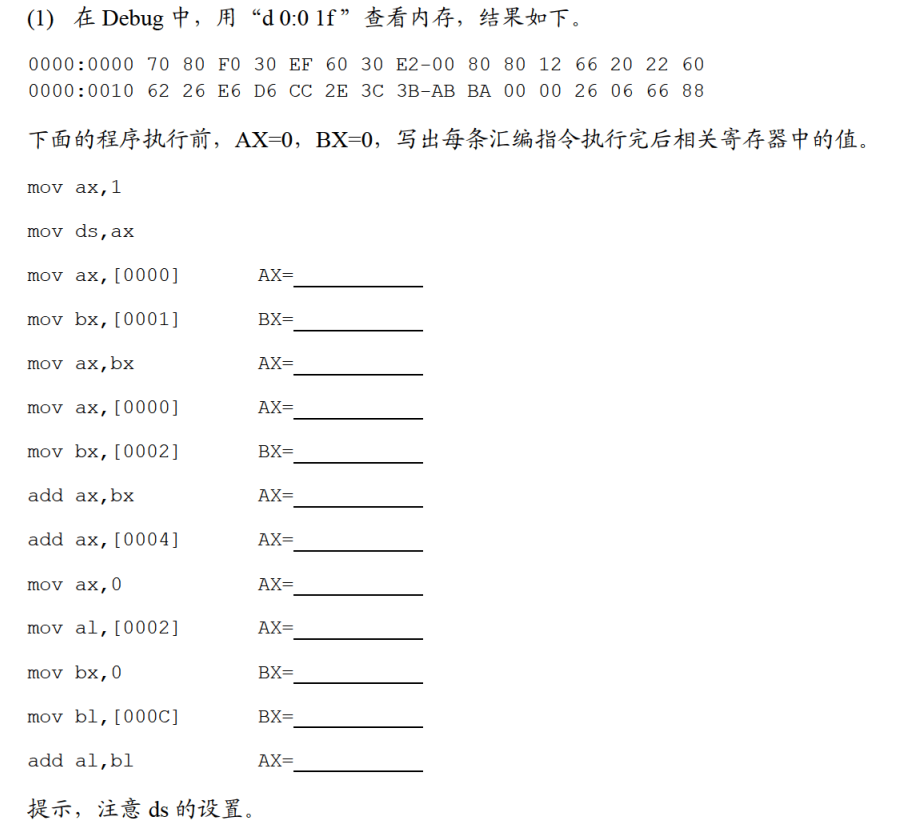 (1) 在 Debug 中，用“d 0:0 1f”查看内存，结果如下。
0000:0000 70 80 F0 30 EF 60 30 E2-00 80 80 12 66 20 22 60
0000:0010 62 26 E6 D6 CC 2E 3C 3B-AB BA 00 00 26 06 66 88
下面的程序执行前，AX=0，BX=0，写出每条汇编指令执行完后相关寄存器中的值。
mov ax,1
mov ds,ax
mov ax,[0000] AX=
mov bx,[0001] BX=
mov ax,bx AX=
mov ax,[0000] AX=
mov bx,[0002] BX=
add ax,bx AX=
add ax,[0004] AX=
mov ax,0 AX=
mov al,[0002] AX=
mov bx,0 BX=
mov bl,[000C] BX=
add al,bl AX=
提示，注意 ds 的设置。